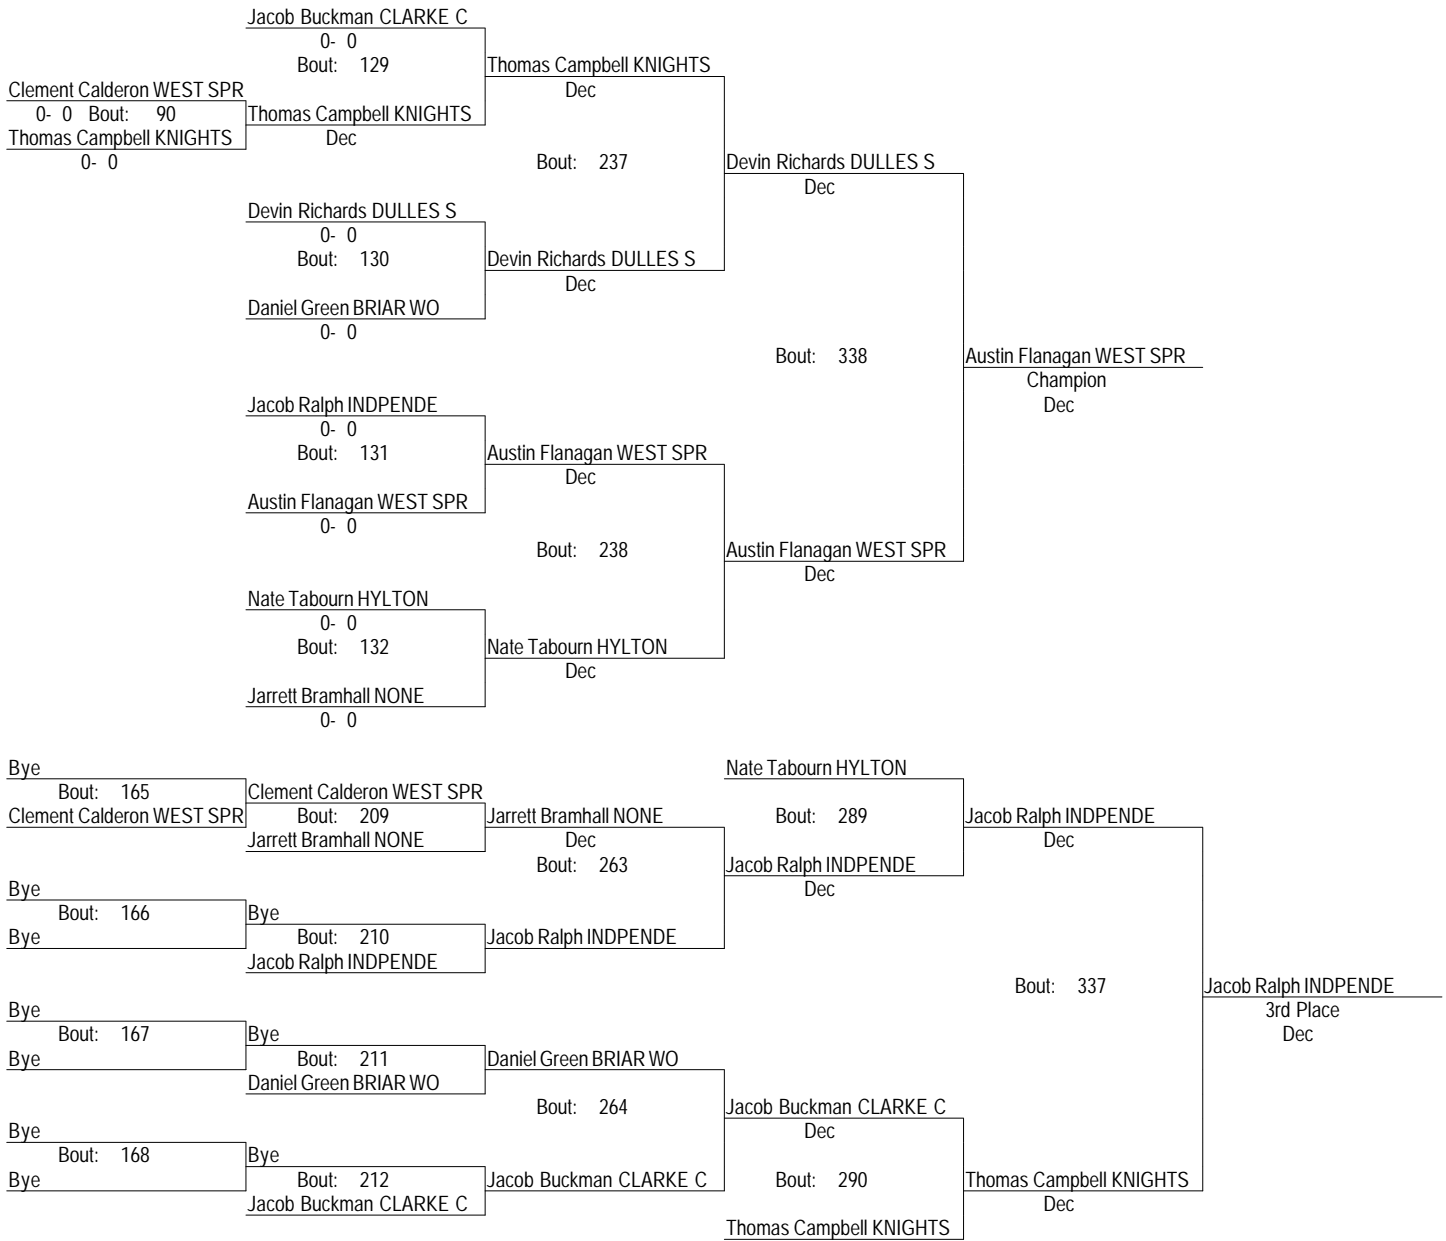 Jacob Buckman CLARKE C
0- 0
Bout: 129
Thomas Campbell KNIGHTS
Dec
Clement Calderon WEST SPR
0- 0 Bout: 90
Thomas Campbell KNIGHTS
Dec
Thomas Campbell KNIGHTS
0- 0
Bout: 237
Devin Richards DULLES S
Dec
Devin Richards DULLES S
0- 0
Bout: 130
Devin Richards DULLES S
Dec
Daniel Green BRIAR WO
0- 0
Bout: 338
Austin Flanagan WEST SPR
Champion
Dec
Jacob Ralph INDPENDE
0- 0
Bout: 131
Austin Flanagan WEST SPR
Dec
Austin Flanagan WEST SPR
0- 0
Bout: 238
Austin Flanagan WEST SPR
Dec
Nate Tabourn HYLTON
0- 0
Bout: 132
Nate Tabourn HYLTON
Dec
Jarrett Bramhall NONE
0- 0
Bye
Bout: 165
Clement Calderon WEST SPR
Clement Calderon WEST SPR
Bout: 209
Jarrett Bramhall NONE
Jarrett Bramhall NONE
Dec
Bout: 263
Nate Tabourn HYLTON
Bout: 289
Jacob Ralph INDPENDE
Dec
Jacob Ralph INDPENDE
Dec
Bye
Bout: 166
Bye
Bye
Bout: 210
Jacob Ralph INDPENDE
Jacob Ralph INDPENDE
Bout: 337
Jacob Ralph INDPENDE
3rd Place
Dec
Bye
Bout: 167
Bye
Bye
Bout: 211
Daniel Green BRIAR WO
Daniel Green BRIAR WO
Bout: 264
Jacob Buckman CLARKE C
Dec
Bye
Bout: 168
Bye
Bye
Bout: 212
Jacob Buckman CLARKE C
Jacob Buckman CLARKE C
Bout: 290
Thomas Campbell KNIGHTS
Dec
Thomas Campbell KNIGHTS